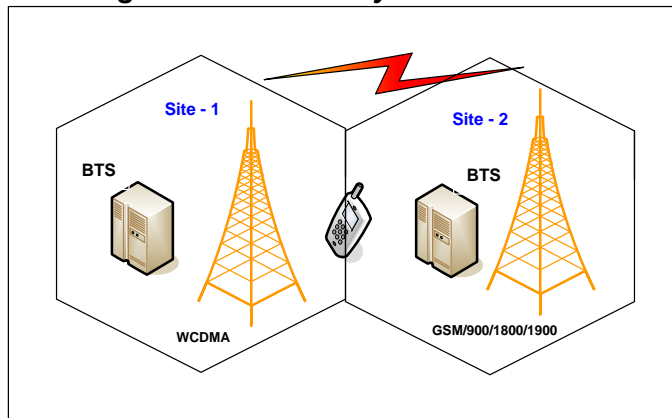 Site - 1
Site - 2
BTS
BTS
WCDMA
GSM/900/1800/1900